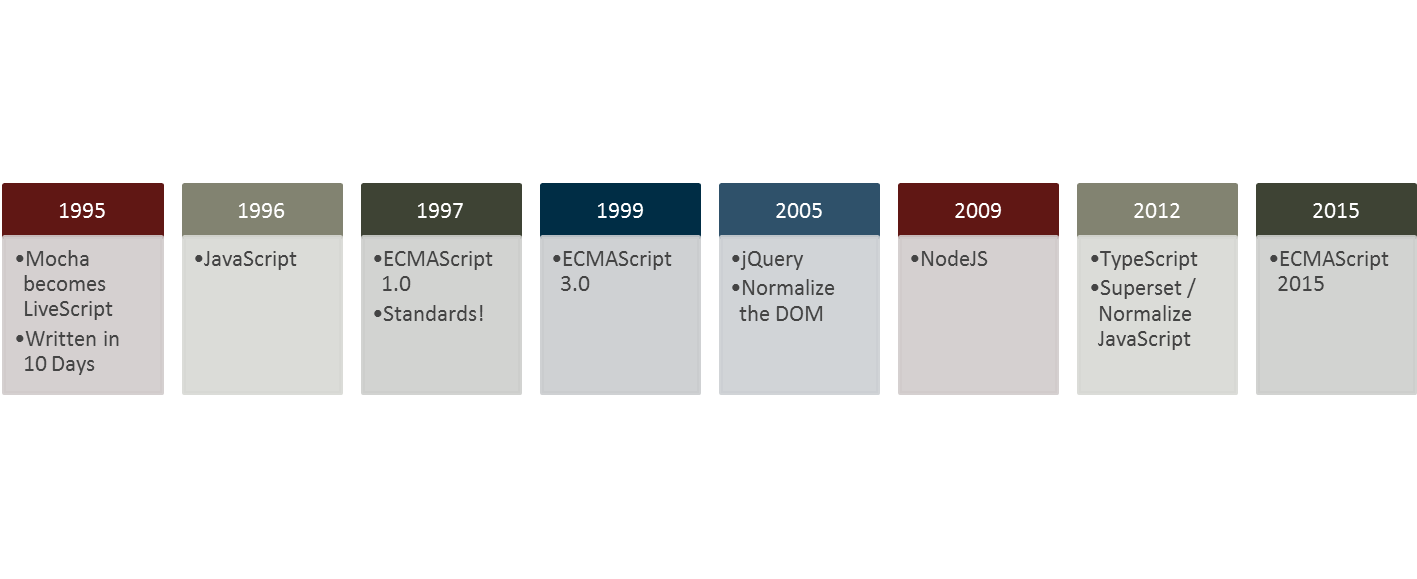 1995
•Mocha
becomes
LiveScript
•Written in
10 Days
1996
•JavaScript
1997
•ECMAScript
1.0
•Standards!
1999
•ECMAScript
3.0
2005
•jQuery
•Normalize
the DOM
2009
•NodeJS
2012
•TypeScript
•Superset /
Normalize
JavaScript
2015
•ECMAScript
2015